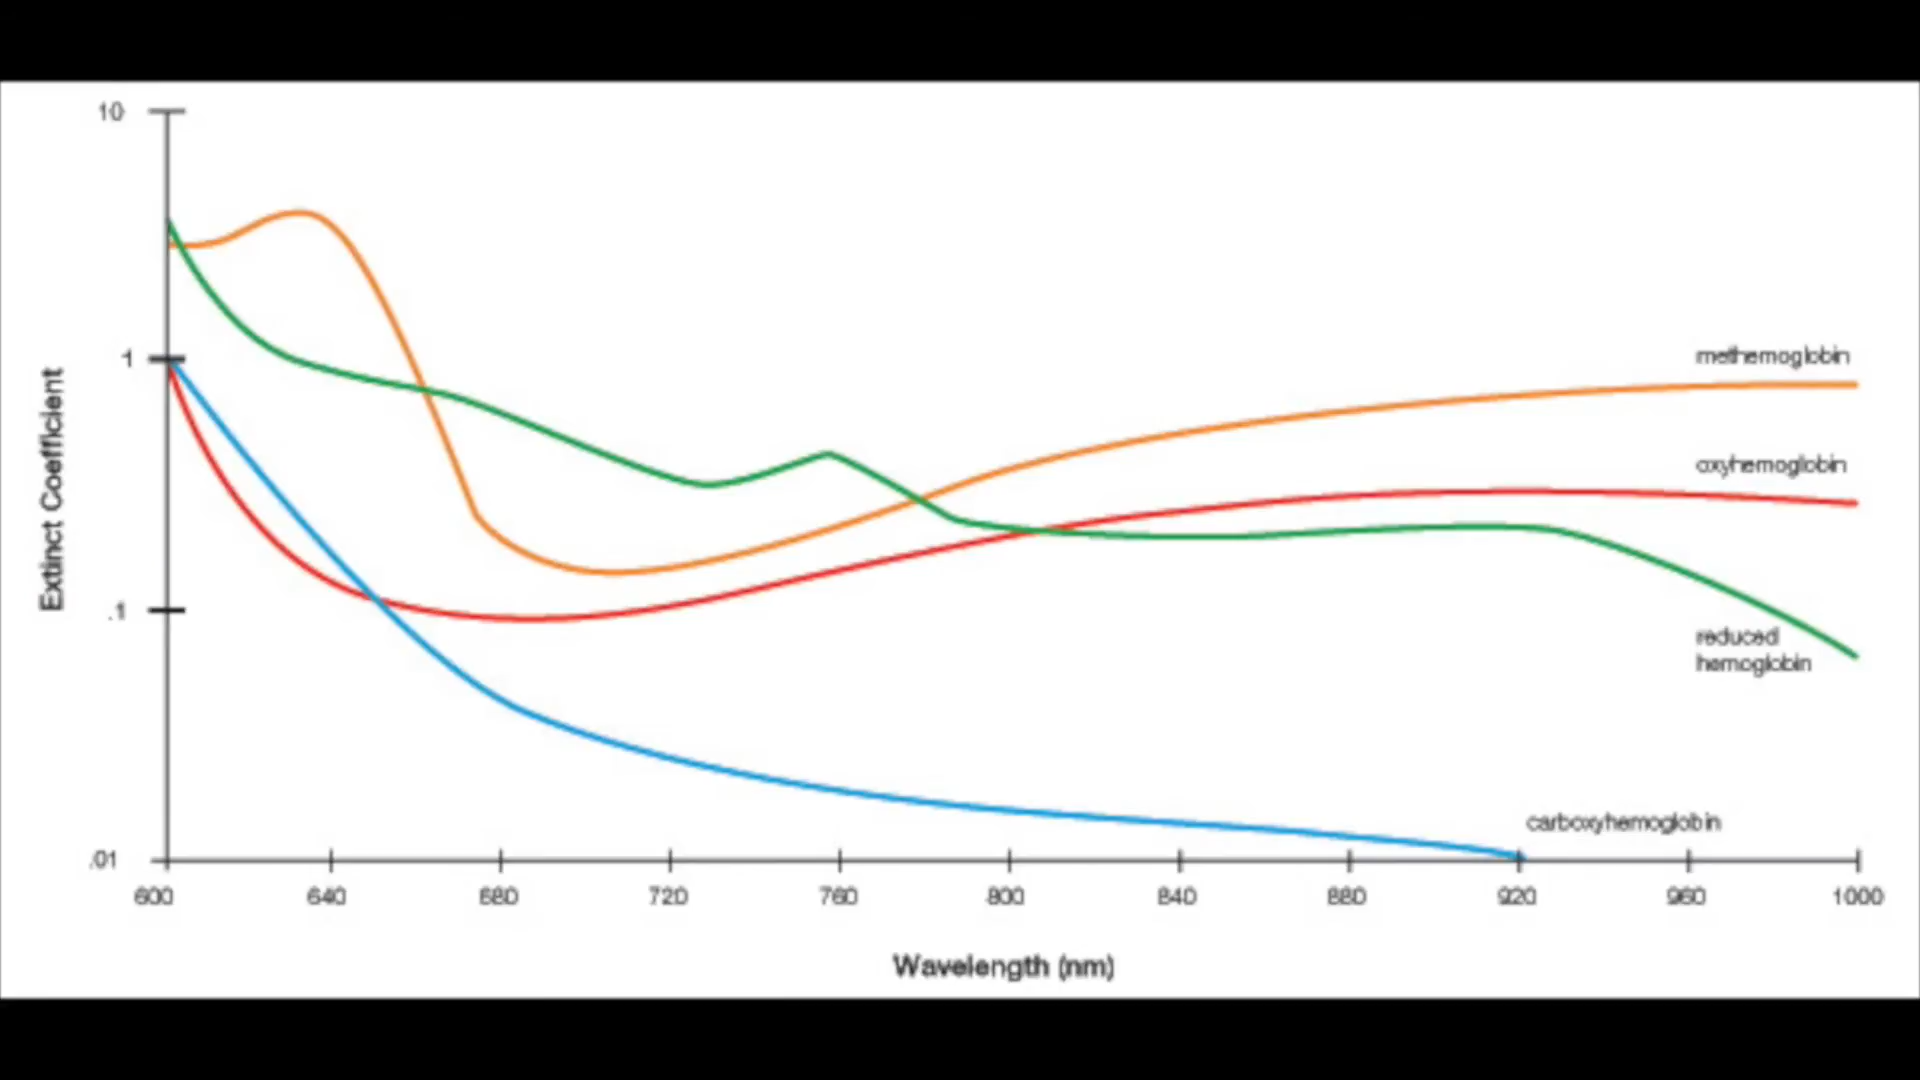 10
1
.1
.01
Extinct Coefficient
methemoglobin
oxyhemoglobin
reduced
hemoglobin
carboxyhemoglobin
600 640 680 720 760 800 840 880 920 960 1000
Wavelength (nm)